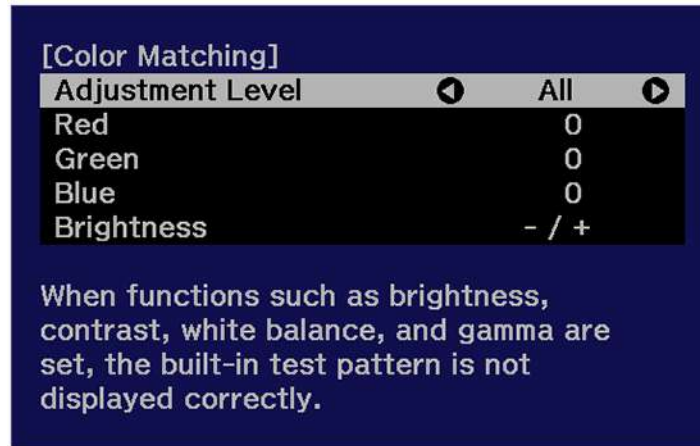 [Color Matching]
Adjustment Level All
Red 0
Green 0
Blue 0
Brightness - / +
When functions such as brightness,
contrast, white balance, and gamma are
set, the built-in test pattern is not
displayed correctly.